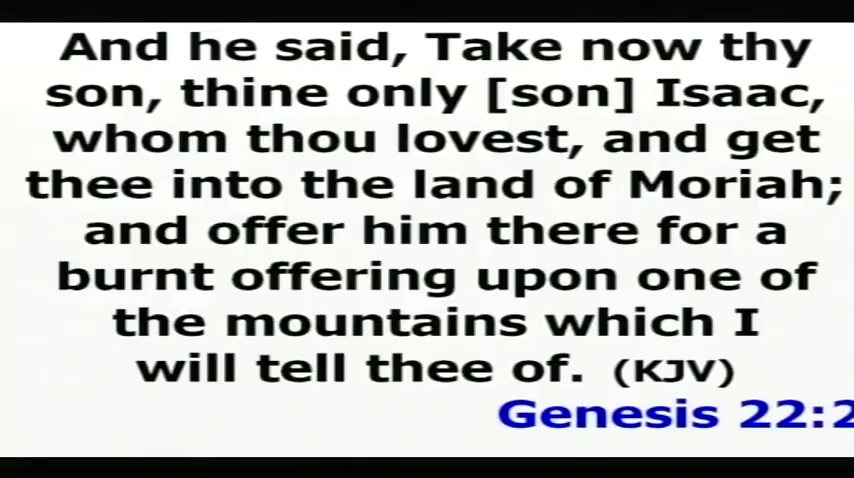 And he said, Take now thy
son, thine only [son] Isaac,
whom thou lovest, and get
thee into the land of Moriah;
and offer him there for a
burnt offering upon one of
the mountains which I
will tell thee of. (KJV)
Genesis 22:2